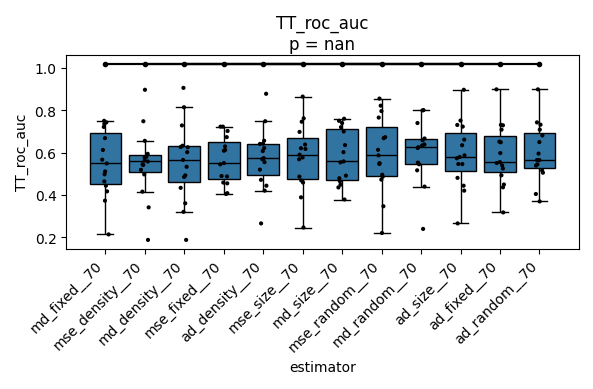 TT_roc_auc
p = nan
TT_roc_auc
1.0
0.8
0.6
0.4
0.2
md_fixed__70
mse_density__70
md_density__70
mse_fixed__70
ad_density__70
mse_size__70
md_size__70
mse_random__70
md_random__70
ad_size__70
ad_fixed__70
ad_random__70
estimator